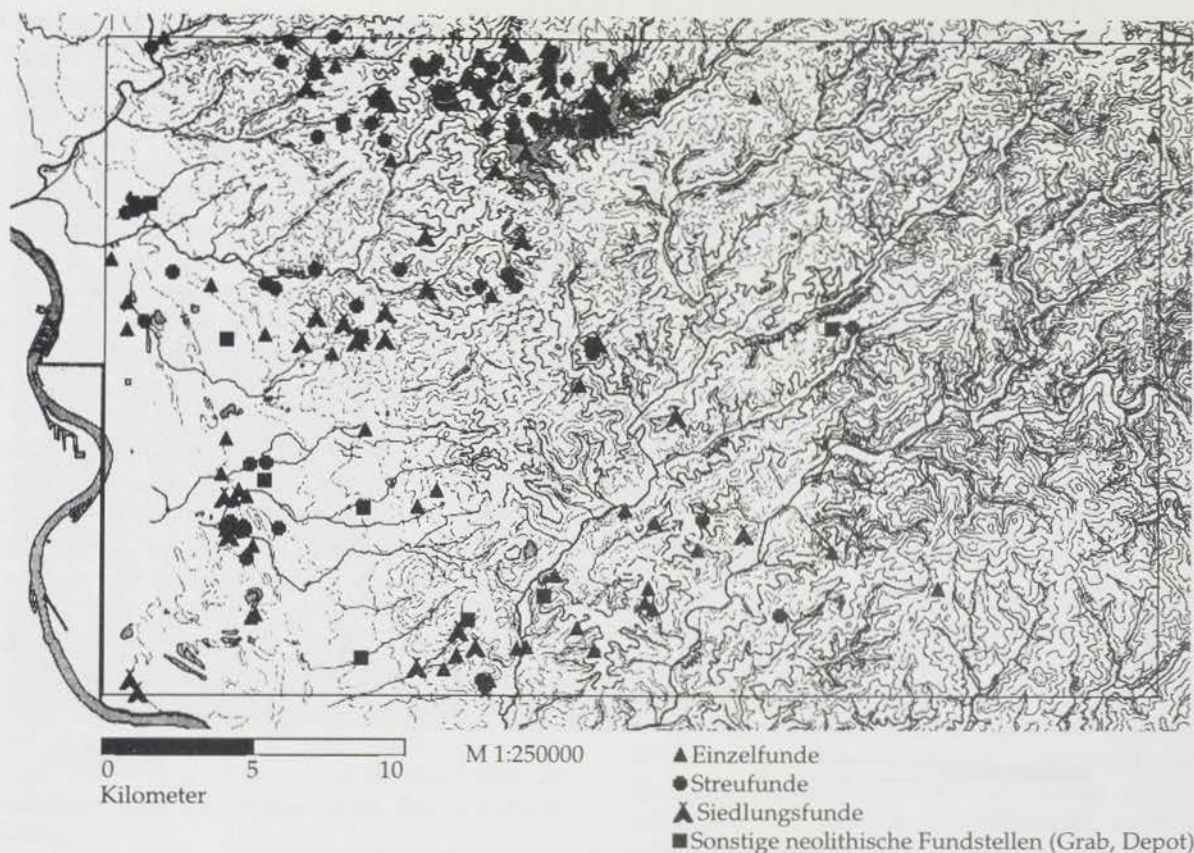 0 5 10
Kilometer
M 1:250000
Einzelfunde
Streufunde
Siedlungsfunde
Sonstige neolithische Fundstellen (Grab, Depot)